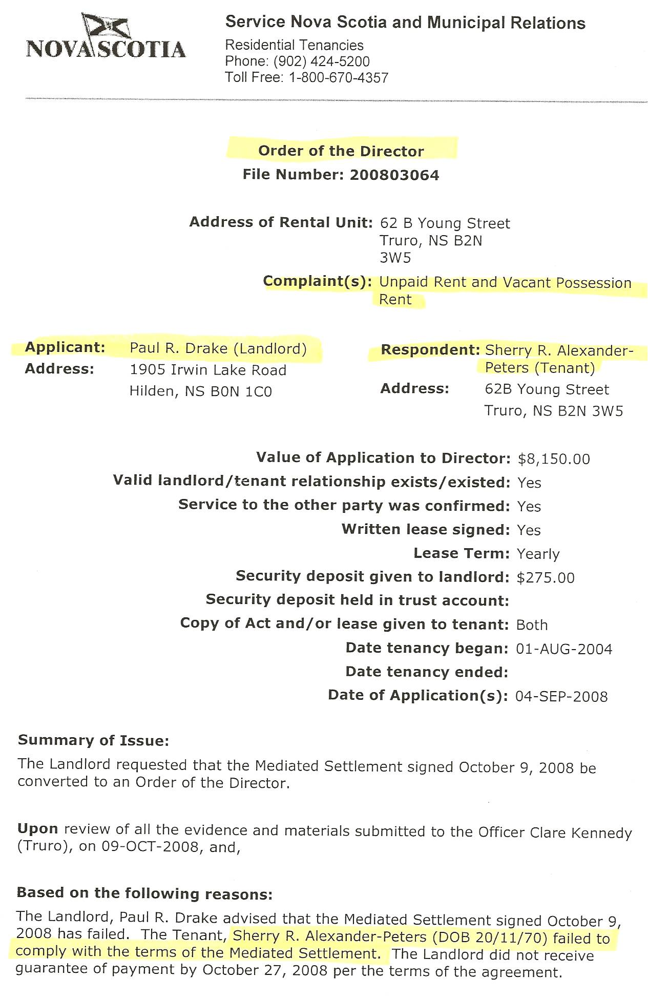 NOVA SCOTIA
Service Nova Scotia and Municipal Relations
Residential Tenancies
Phone: (902) 424-5200
Toll Free: 1-800-670-4357
Order of the Director
File Number: 200803064
Address of Rental Unit: 62 B Young Street
Truro, NS B2N
3W5
Complaint(s): Unpaid Rent and Vacant Possession
Rent
Applicant: Paul R. Drake (Landlord)
Address: 1905 Irwin Lake Road
Hilden, NS B0N 1C0
Respondent: Sherry R. Alexander-
Peters (Tenant)
Address: 62B Young Street
Truro, NS B2N 3W5
Value of Application to Director: $8,150.00
Valid landlord/tenant relationship exists/existed: Yes
Service to the other party was confirmed: Yes
Written lease signed: Yes
Lease Term: Yearly
Security deposit given to landlord: $275.00
Security deposit held in trust account:
Copy of Act and/or lease given to tenant: Both
Date tenancy began: 01-AUG-2004
Date tenancy ended:
Date of Application(s): 04-SEP-2008
Summary of Issue:
The Landlord requested that the Mediated Settlement signed October 9, 2008 be
converted to an Order of the Director.
Upon review of all the evidence and materials submitted to the Officer Clare Kennedy
(Truro), on 09-OCT-2008, and,
Based on the following reasons:
The Landlord, Paul R. Drake advised that the Mediated Settlement signed October 9,
2008 has failed. The Tenant, Sherry R. Alexander-Peters (DOB 20/11/70) failed to
comply with the terms of the Mediated Settlement. The Landlord did not receive
guarantee of payment by October 27, 2008 per the terms of the agreement.